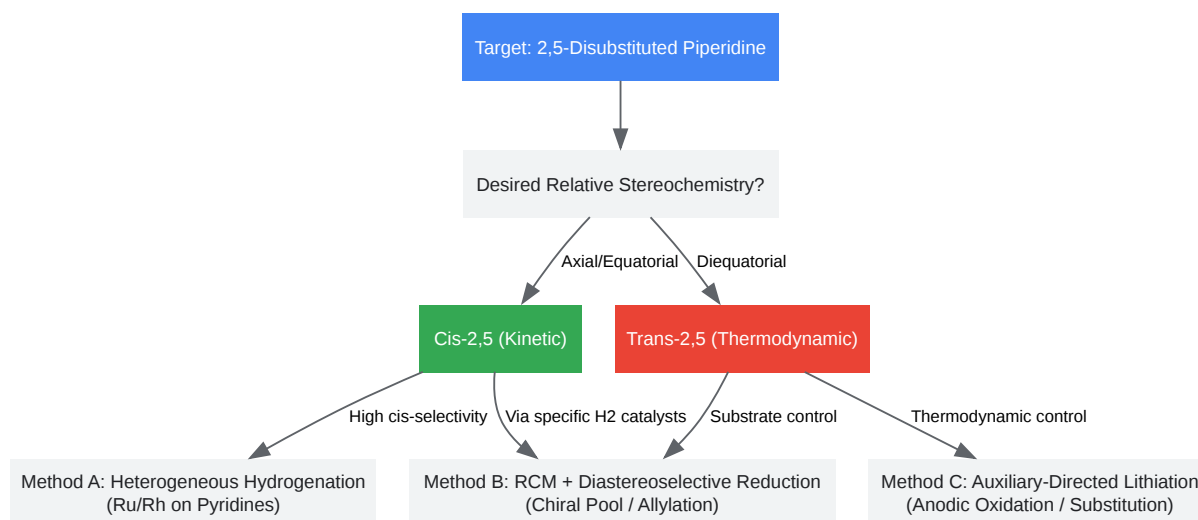 Target: 2,5-Disubstituted Piperidine
Desired Relative Stereochemistry?
Axial/Equatorial
Diequatorial
Cis-2,5 (Kinetic)
Trans-2,5 (Thermodynamic)
High cis-selectivity
Via specific H2 catalysts
Substrate control
Thermodynamic control
Method A: Heterogeneous Hydrogenation
(Ru/Rh on Pyridines)
Method B: RCM + Diastereoselective Reduction
(Chiral Pool / Allylation)
Method C: Auxiliary-Directed Lithiation
(Anodic Oxidation / Substitution)